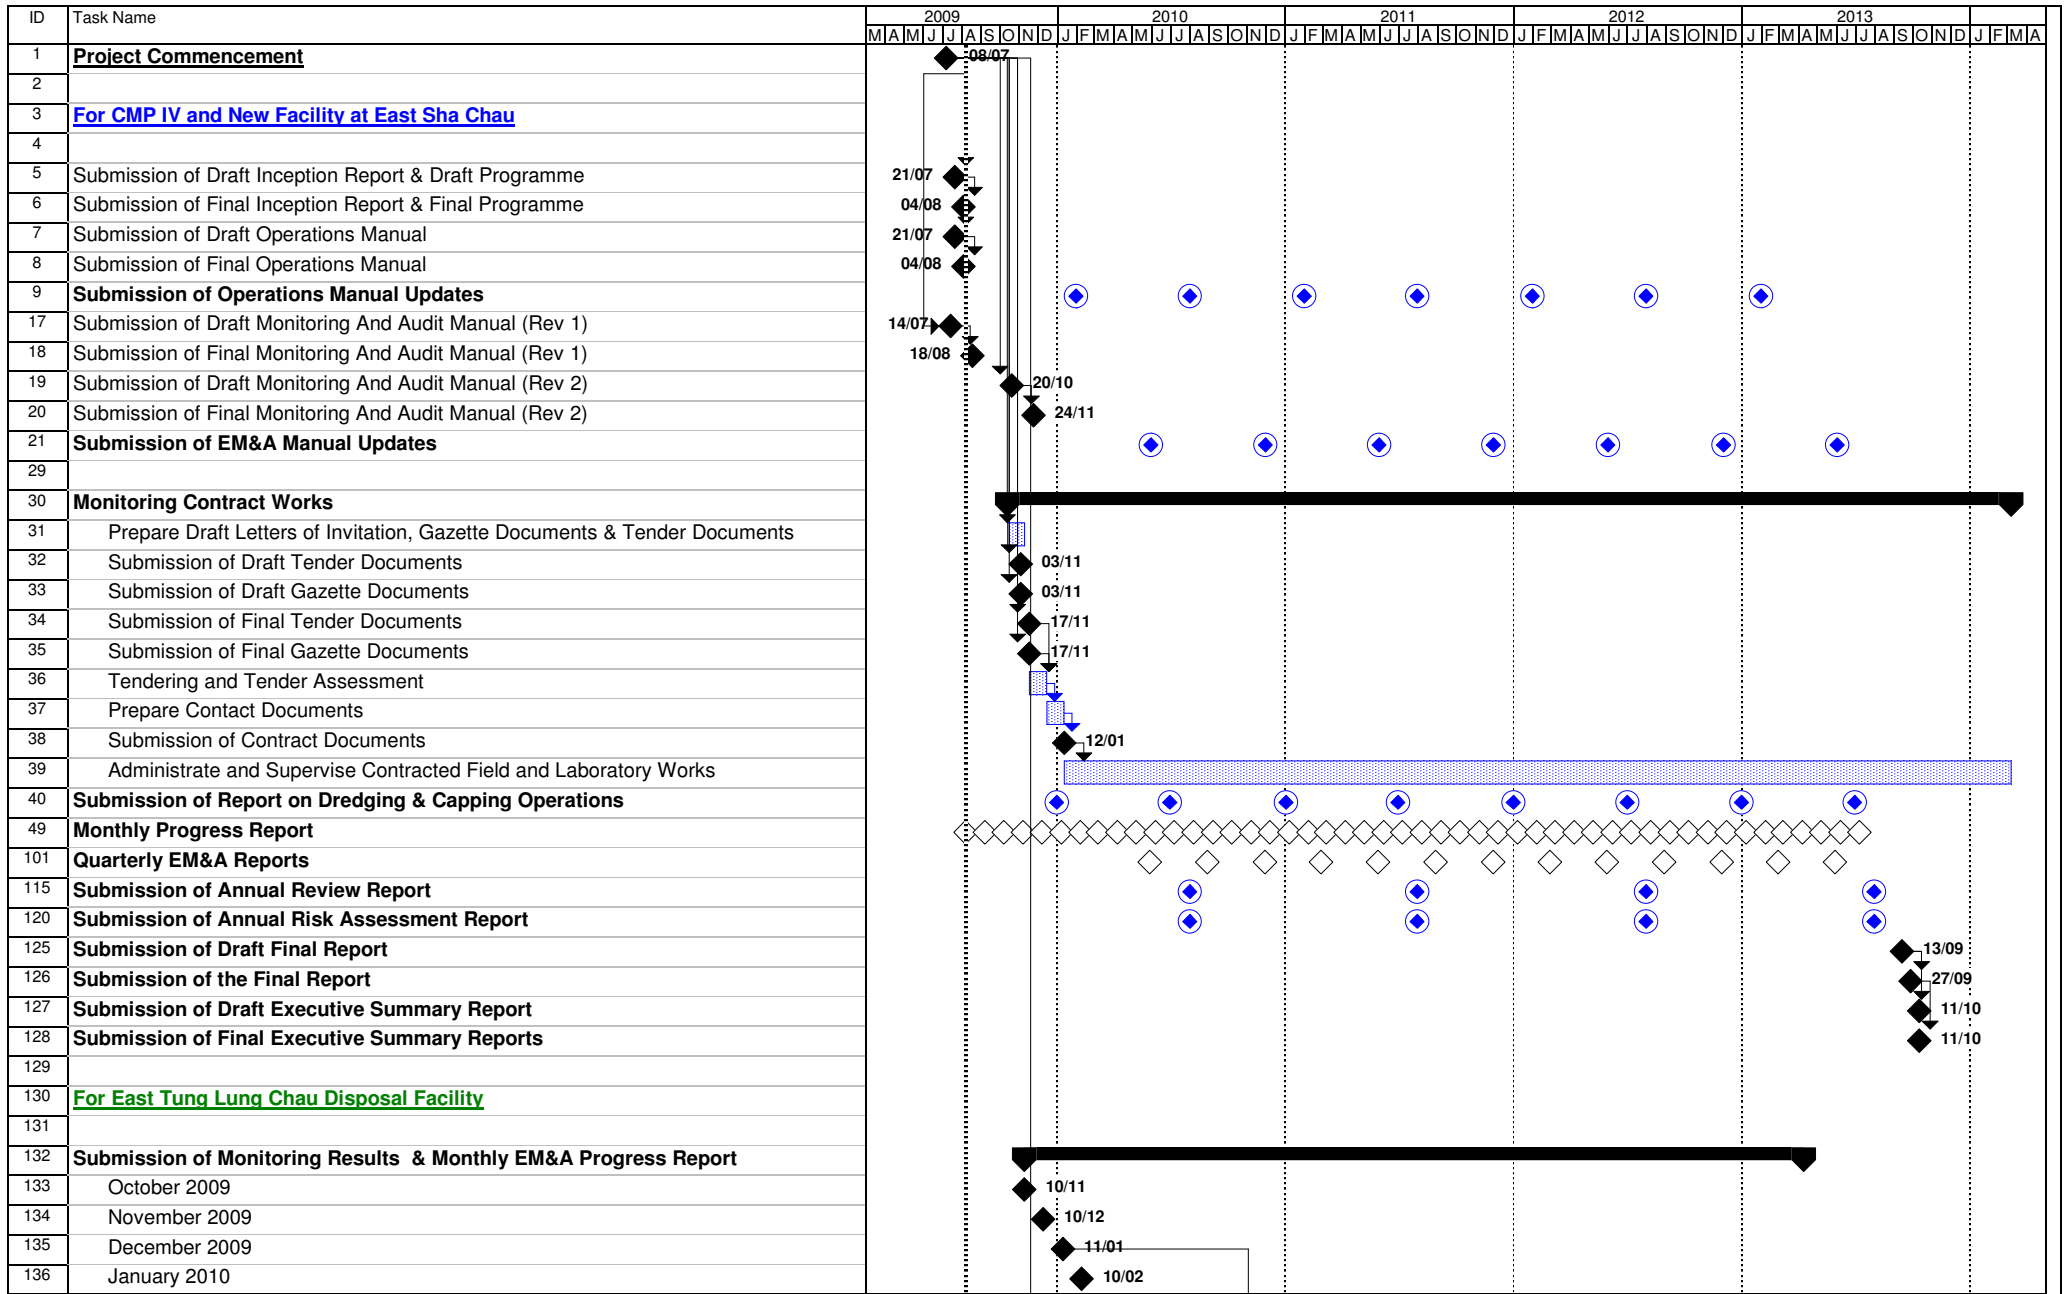 ID Task Name 2009 2010 2011 2012 2013
M A M J J A S O N D J F M A M J J A S O N D J F M A M J J A S O N D J F M A M J J A S O N D J F M A M J J A S O N D J F M A
1 Project Commencement 08/07
2
3 For CMP IV and New Facility at East Sha Chau
4
5 Submission of Draft Inception Report & Draft Programme 21/07
6 Submission of Final Inception Report & Final Programme 04/08
7 Submission of Draft Operations Manual 21/07
8 Submission of Final Operations Manual 04/08
9 Submission of Operations Manual Updates
17 Submission of Draft Monitoring And Audit Manual (Rev 1) 14/07
18 Submission of Final Monitoring And Audit Manual (Rev 1) 18/08
19 Submission of Draft Monitoring And Audit Manual (Rev 2) 20/10
20 Submission of Final Monitoring And Audit Manual (Rev 2) 24/11
21 Submission of EM&A Manual Updates
29
30 Monitoring Contract Works
31 Prepare Draft Letters of Invitation, Gazette Documents & Tender Documents
32 Submission of Draft Tender Documents 03/11
33 Submission of Draft Gazette Documents 03/11
34 Submission of Final Tender Documents 17/11
35 Submission of Final Gazette Documents 17/11
36 Tendering and Tender Assessment
37 Prepare Contact Documents
38 Submission of Contract Documents 12/01
39 Administrate and Supervise Contracted Field and Laboratory Works
40 Submission of Report on Dredging & Capping Operations
49 Monthly Progress Report
101 Quarterly EM&A Reports
115 Submission of Annual Review Report
120 Submission of Annual Risk Assessment Report
125 Submission of Draft Final Report 13/09
126 Submission of the Final Report 27/09
127 Submission of Draft Executive Summary Report 11/10
128 Submission of Final Executive Summary Reports 11/10
129
130 For East Tung Lung Chau Disposal Facility
131
132 Submission of Monitoring Results & Monthly EM&A Progress Report
133 October 2009 10/11
134 November 2009 10/12
135 December 2009 11/01
136 January 2010 10/02